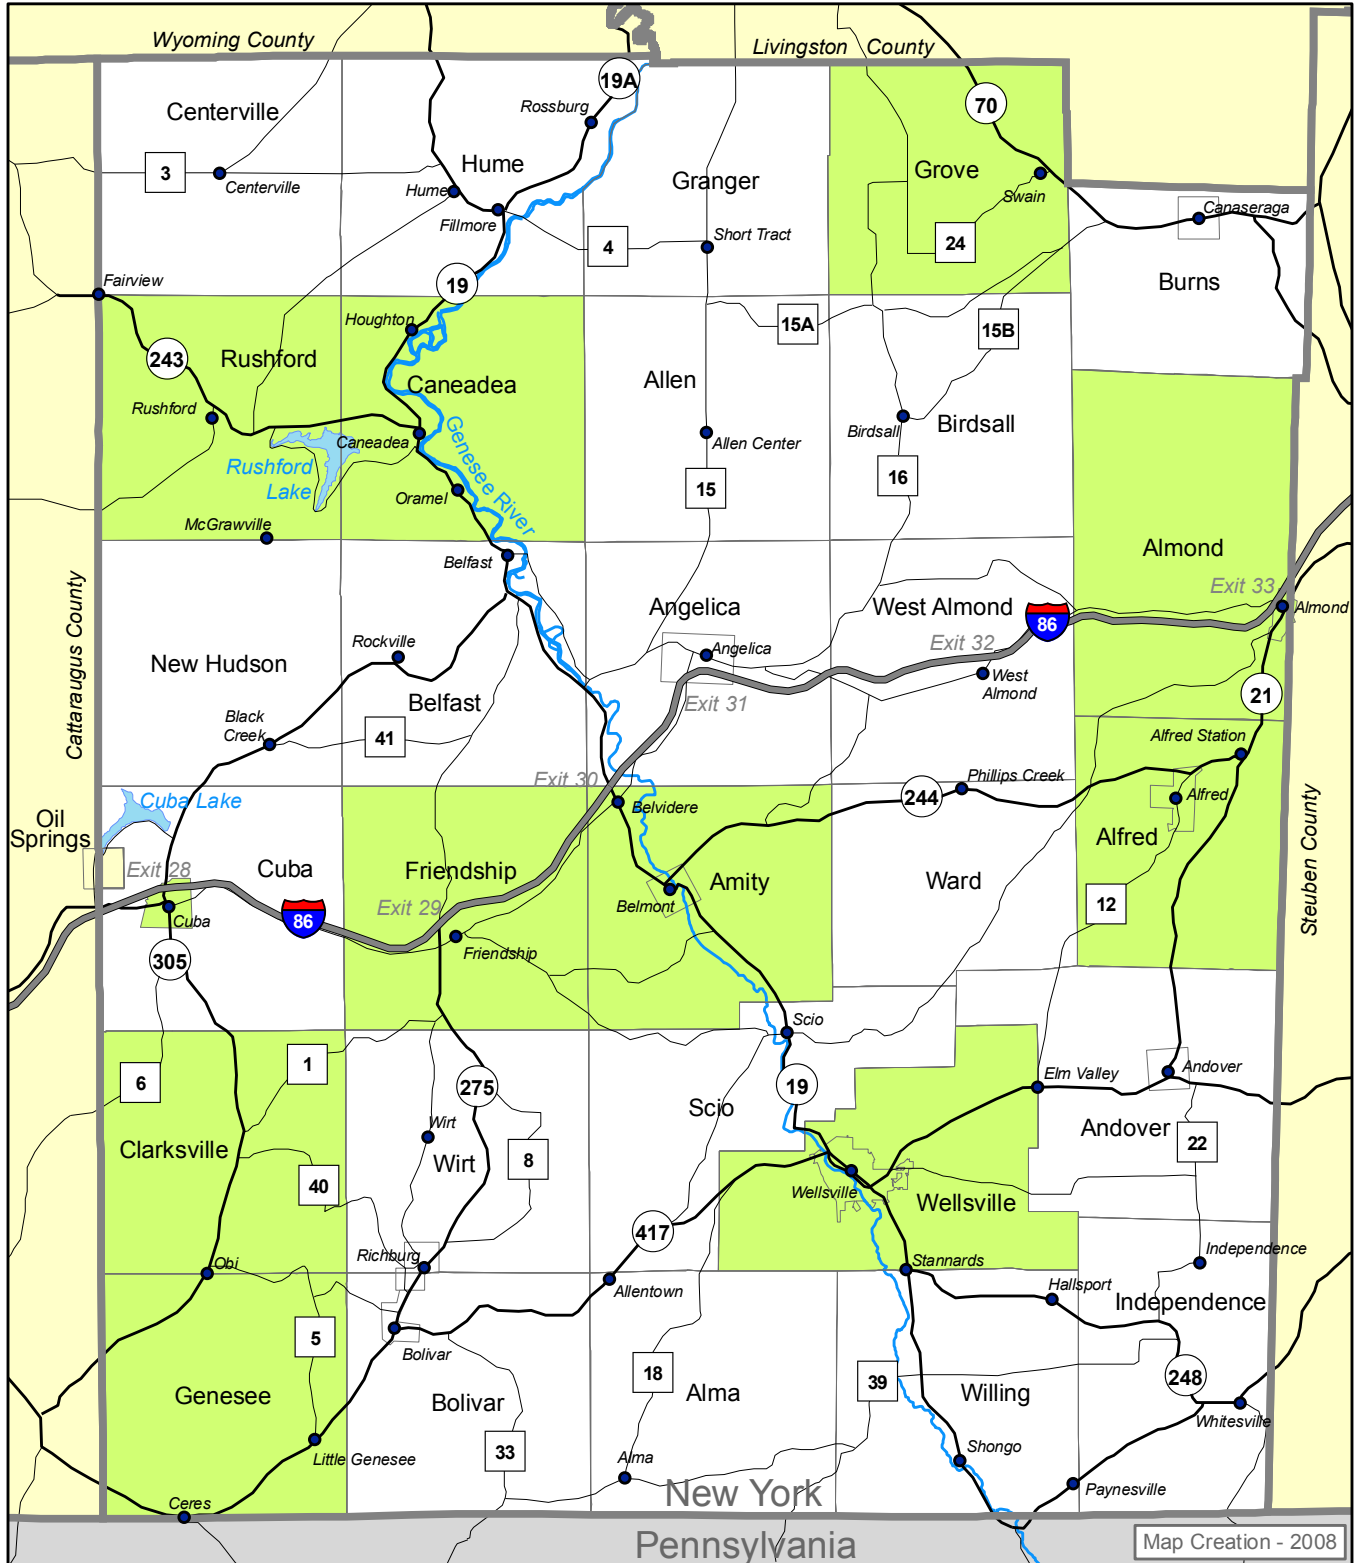 Wyoming County
Livingston County
19A
70
Rossburg
Centerville
3
Centerville
Hume
Hume
Fillmore
Granger
Grove
Swain
Canaseraga
4
Short Tract
24
Burns
Fairview
19
Houghton
15A
15B
243
Rushford
Caneadea
Allen
Rushford
Caneadea
Genesee River
Allen Center
Birdsall
Birdsall
Rushford
Lake
Oramel
15
16
McGrawville
Belfast
Almond
Cattaraugus County
Exit 33
Almond
Angelica
West Almond
86
Rockville
Angelica
Exit 32
New Hudson
West
Almond
Belfast
Exit 31
21
Black
Creek
41
Alfred Station
Exit 30
Phillips Creek
244
Cuba Lake
Belvidere
Alfred
Oil
Springs
Steuben County
Exit 28
Cuba
Friendship
Amity
Ward
Alfred
Exit 29
Belmont
12
86
Cuba
Friendship
305
Scio
1
6
275
19
Elm Valley
Andover
Scio
Wirt
Andover
22
Clarksville
Wirt
8
40
Wellsville
Wellsville
417
Obi
Richburg
Stannards
Independence
Allentown
Hallsport
Independence
5
Bolivar
18
39
248
Genesee
Bolivar
Alma
Willing
Whitesville
Little Genesee
33
Alma
Shongo
Paynesville
Ceres
New York
Pennsylvania
Map Creation - 2008